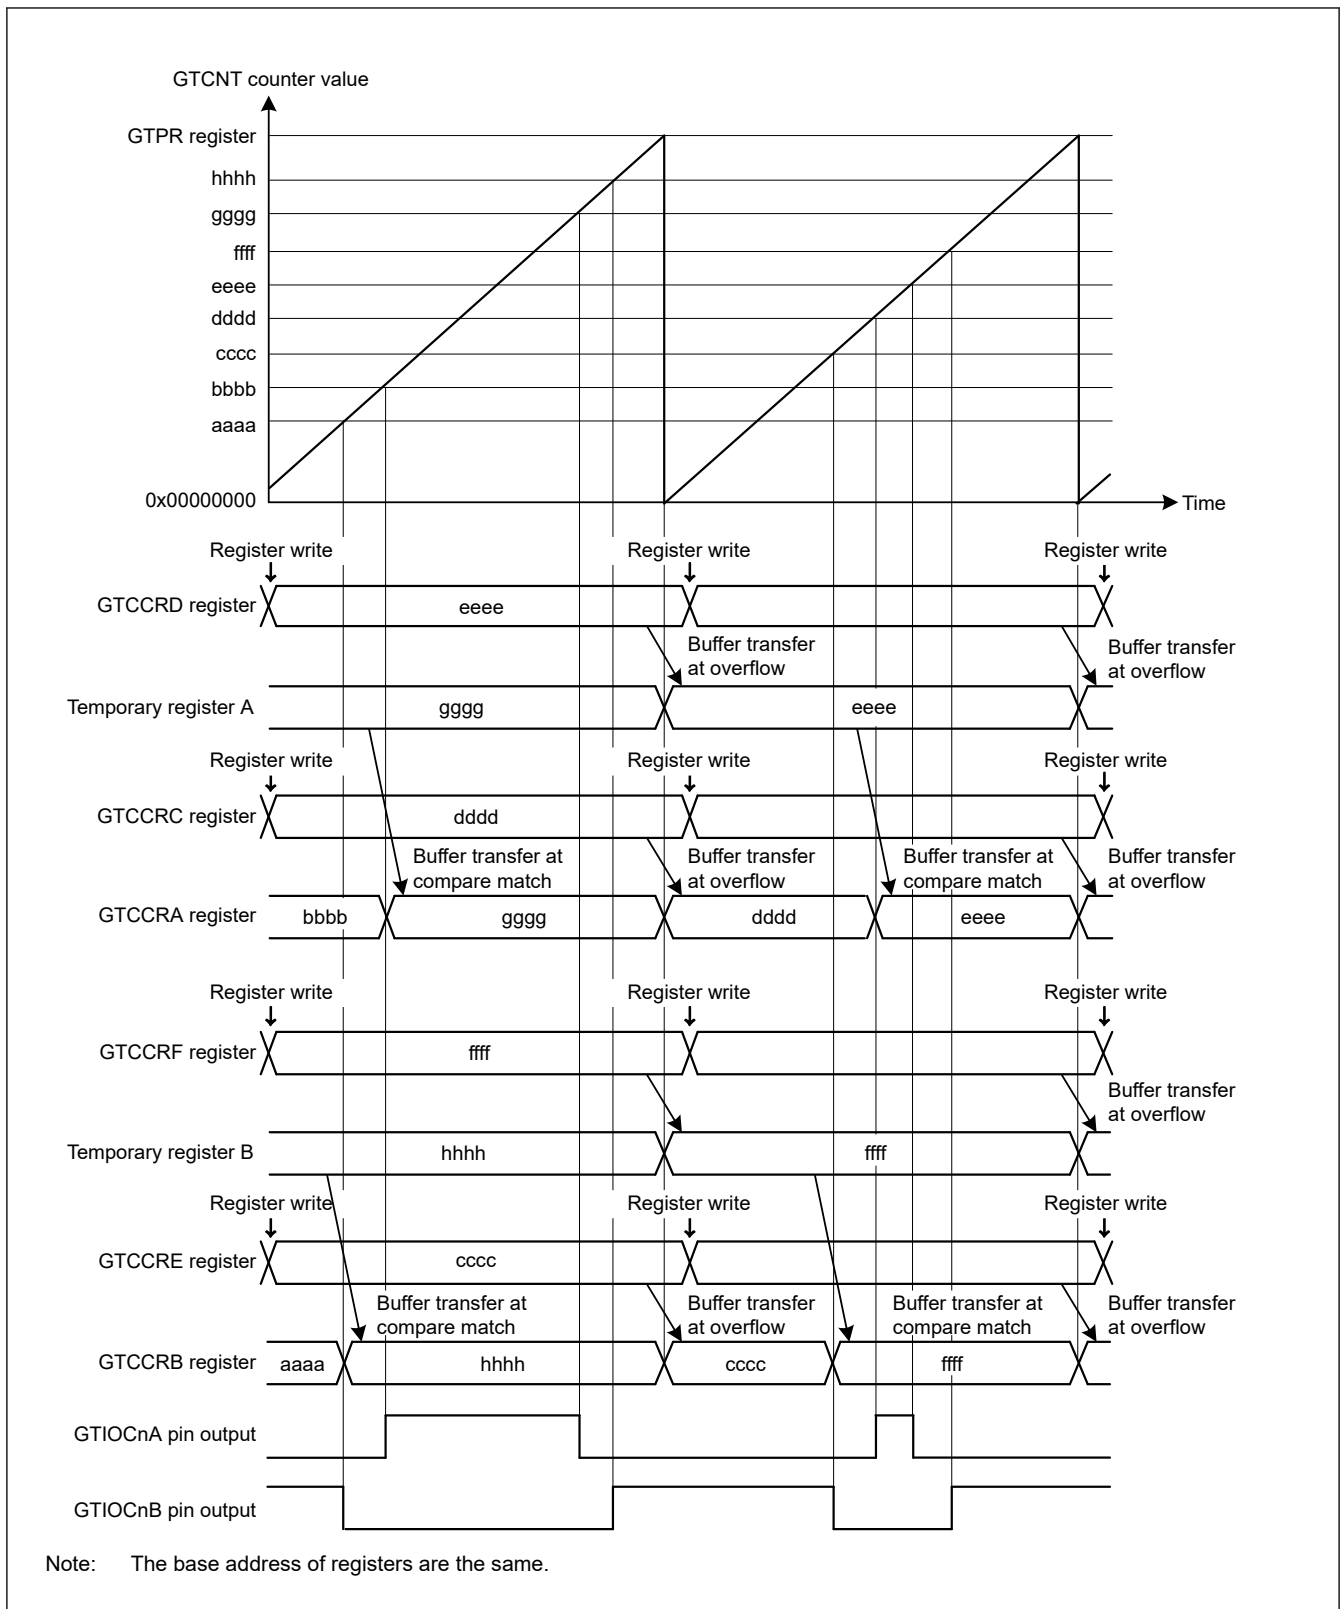 GTCNT counter value
GTPR register
hhhh
gggg
ffff
eeee
dddd
cccc
bbbb
aaaa
0x00000000
Time
Register write Register write Register write
GTCCRD register eeee
Buffer transfer Buffer transfer
at overflow at overflow
Temporary register A gggg eeee
Register write Register write Register write
GTCCRC register dddd
Buffer transfer at Buffer transfer Buffer transfer at Buffer transfer
compare match at overflow compare match at overflow
GTCCRA register bbbb gggg dddd eeee
Register write Register write Register write
GTCCRF register ffff
Buffer transfer
at overflow
Temporary register B hhhh ffff
Register write Register write Register write
GTCCRE register cccc
Buffer transfer at Buffer transfer Buffer transfer at Buffer transfer
compare match at overflow compare match at overflow
GTCCRB register aaaa hhhh cccc ffff
GTIOCnA pin output
GTIOCnB pin output
Note: The base address of registers are the same.